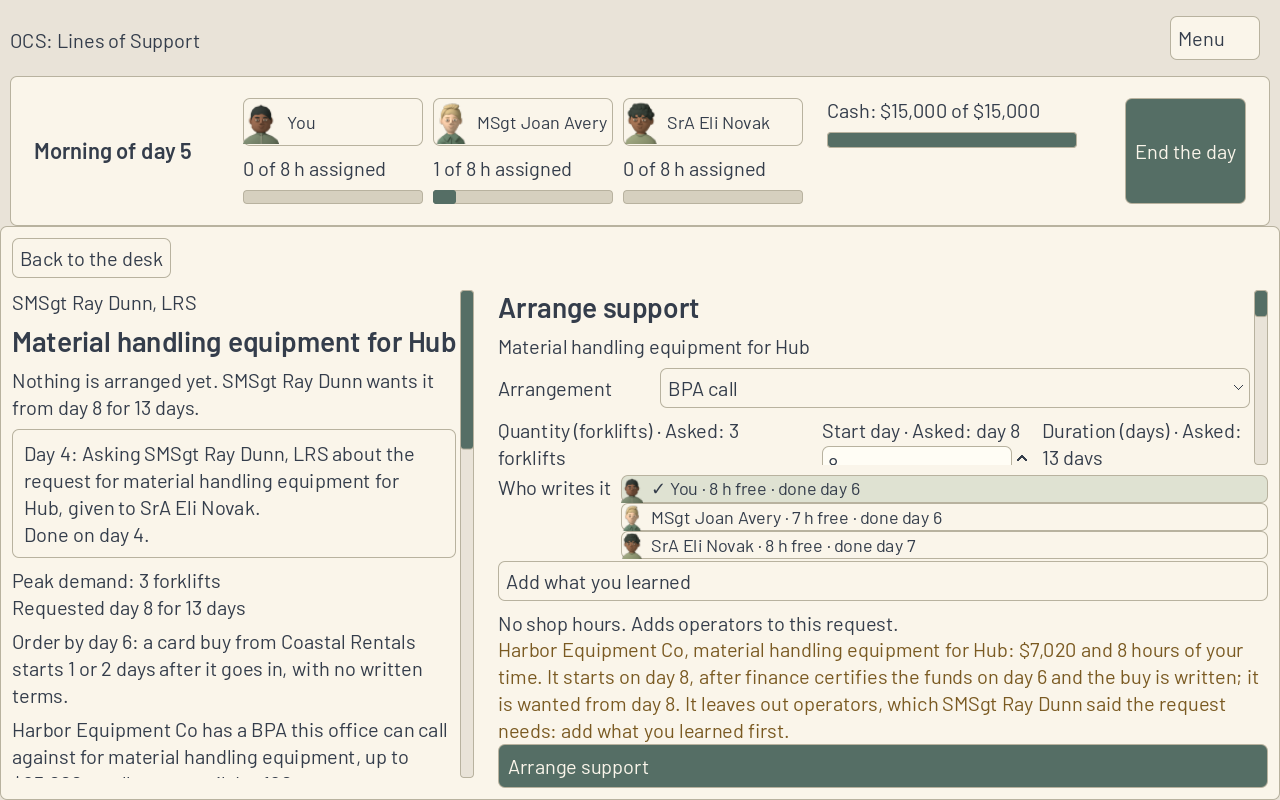 OCS: Lines of Support
Menu
Morning of day 5
You
0 of 8 h assigned
MSgt Joan Avery
1 of 8 h assigned
SrA Eli Novak
0 of 8 h assigned
Cash: $15,000 of $15,000
End the day
Back to the desk
SMSgt Ray Dunn, LRS
Material handling equipment for Hub
Nothing is arranged yet. SMSgt Ray Dunn wants it
from day 8 for 13 days.
Day 4: Asking SMSgt Ray Dunn, LRS about the
request for material handling equipment for
Hub, given to SrA Eli Novak.
Done on day 4.
Peak demand: 3 forklifts
Requested day 8 for 13 days
Order by day 6: a card buy from Coastal Rentals
starts 1 or 2 days after it goes in, with no written
terms.
Harbor Equipment Co has a BPA this office can call
against for material handling equipment, up to
Arrange support
Material handling equipment for Hub
Arrangement
BPA call
Quantity (forklifts) · Asked: 3
forklifts
Start day · Asked: day 8
Duration (days) · Asked:
13 days
Who writes it
✓ You · 8 h free · done day 6
MSgt Joan Avery · 7 h free · done day 6
SrA Eli Novak · 8 h free · done day 7
Add what you learned
No shop hours. Adds operators to this request.
Harbor Equipment Co, material handling equipment for Hub: $7,020 and 8 hours of your
time. It starts on day 8, after finance certifies the funds on day 6 and the buy is written; it
is wanted from day 8. It leaves out operators, which SMSgt Ray Dunn said the request
needs: add what you learned first.
Arrange support